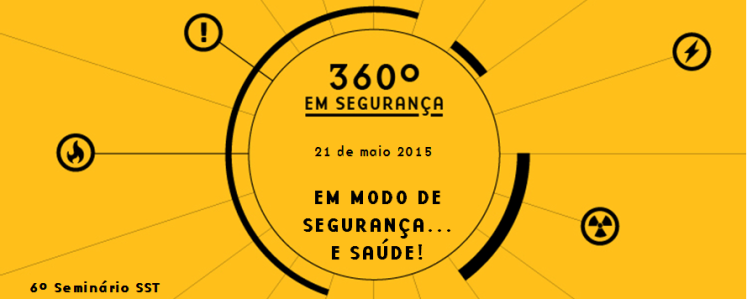 360º
EM SEGURANÇA
21 de maio 2015
EM MODO DE
SEGURANÇA...
E SAÚDE!
6º Seminário SST